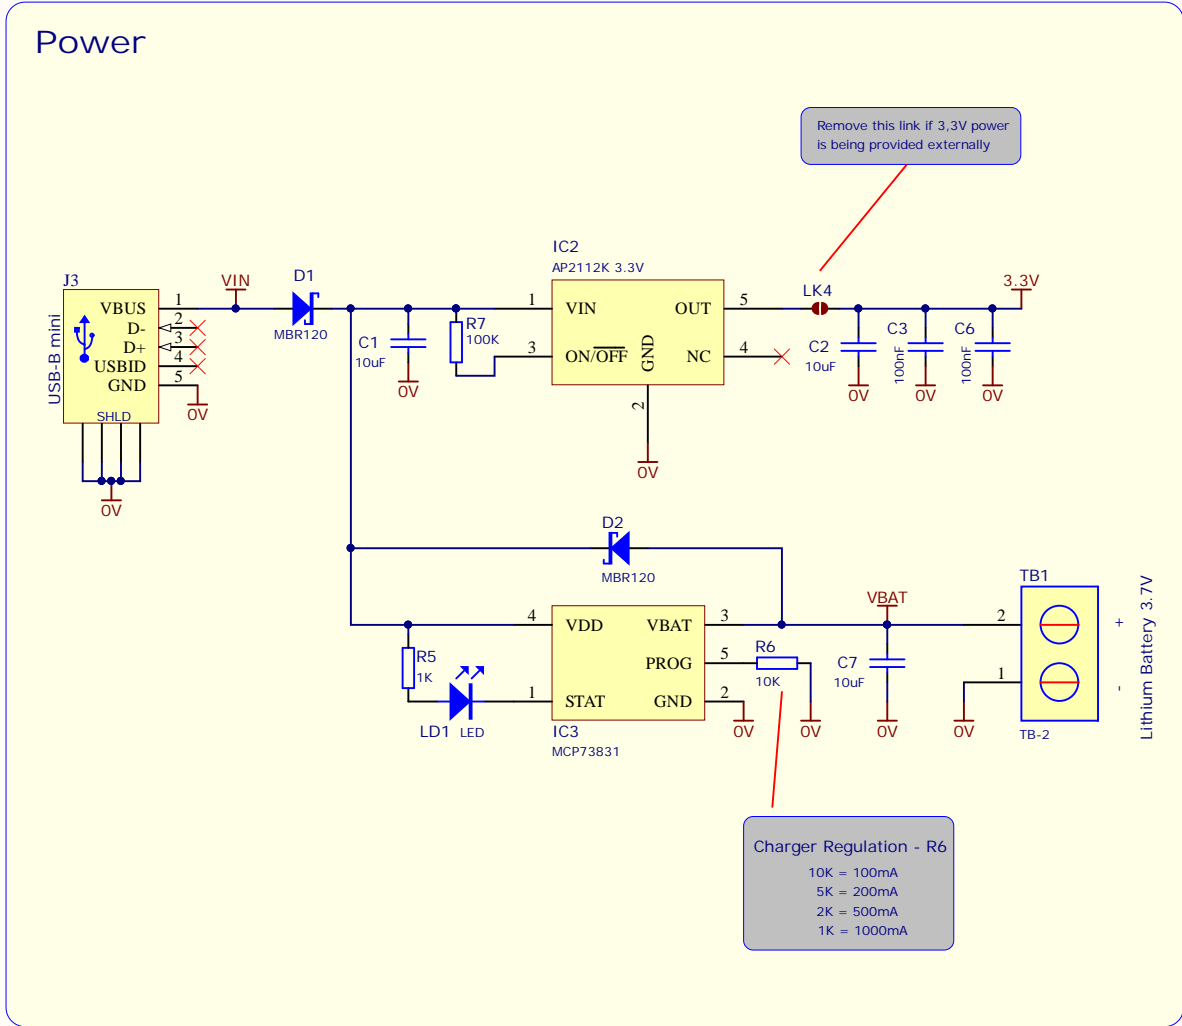 Power
Remove this link if 3,3V power
is being provided externally
IC2
AP2112K 3.3V
J3
USB-B mini
VBUS 1
D- 2
D+ 3
USBID 4
GND 5
SHLD
0V
0V
VIN
D1
MBR120
C1
10uF
0V
R7
100K
1 VIN
3 ON/OFF
GND
2
OUT 5
NC 4
0V
LK4
3.3V
C2
10uF
0V
C3
100nF
0V
C6
100nF
0V
D2
MBR120
4 VDD
1 STAT
VBAT 3
PROG 5
GND 2
IC3
MCP73831
R5
1K
LD1 LED
0V
R6
10K
0V
VBAT
C7
10uF
0V
TB1
2
1
TB-2
0V
+
-
Lithium Battery 3.7V
Charger Regulation - R6
10K = 100mA
5K = 200mA
2K = 500mA
1K = 1000mA